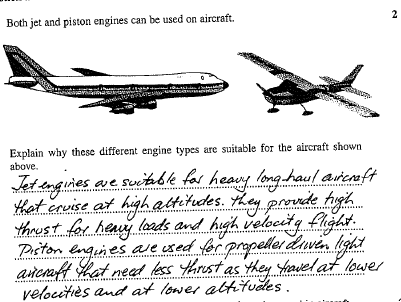 Both jet and piston engines can be used on aircraft.
2
Explain why these different engine types are suitable for the aircraft shown
above.
Jet engines are suitable for heavy long-haul aircraft
that cruise at high altitudes. They provide high
thrust for heavy loads and high velocity flight.
Piston engines are used for propeller driven light
aircraft that need less thrust as they travel at lower
velocities and at lower altitudes.